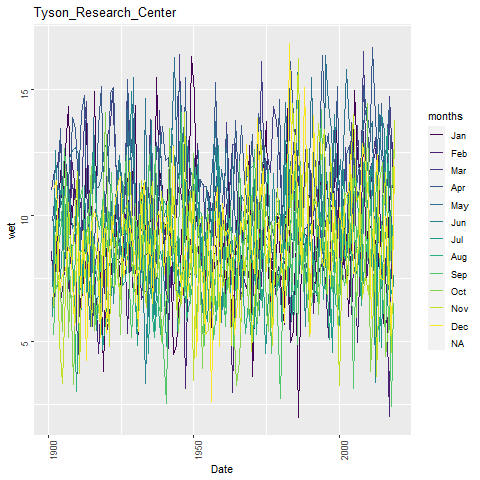 Tyson_Research_Center
15
10
5
wet
1900
1950
2000
Date
months
Jan
Feb
Mar
Apr
May
Jun
Jul
Aug
Sep
Oct
Nov
Dec
NA